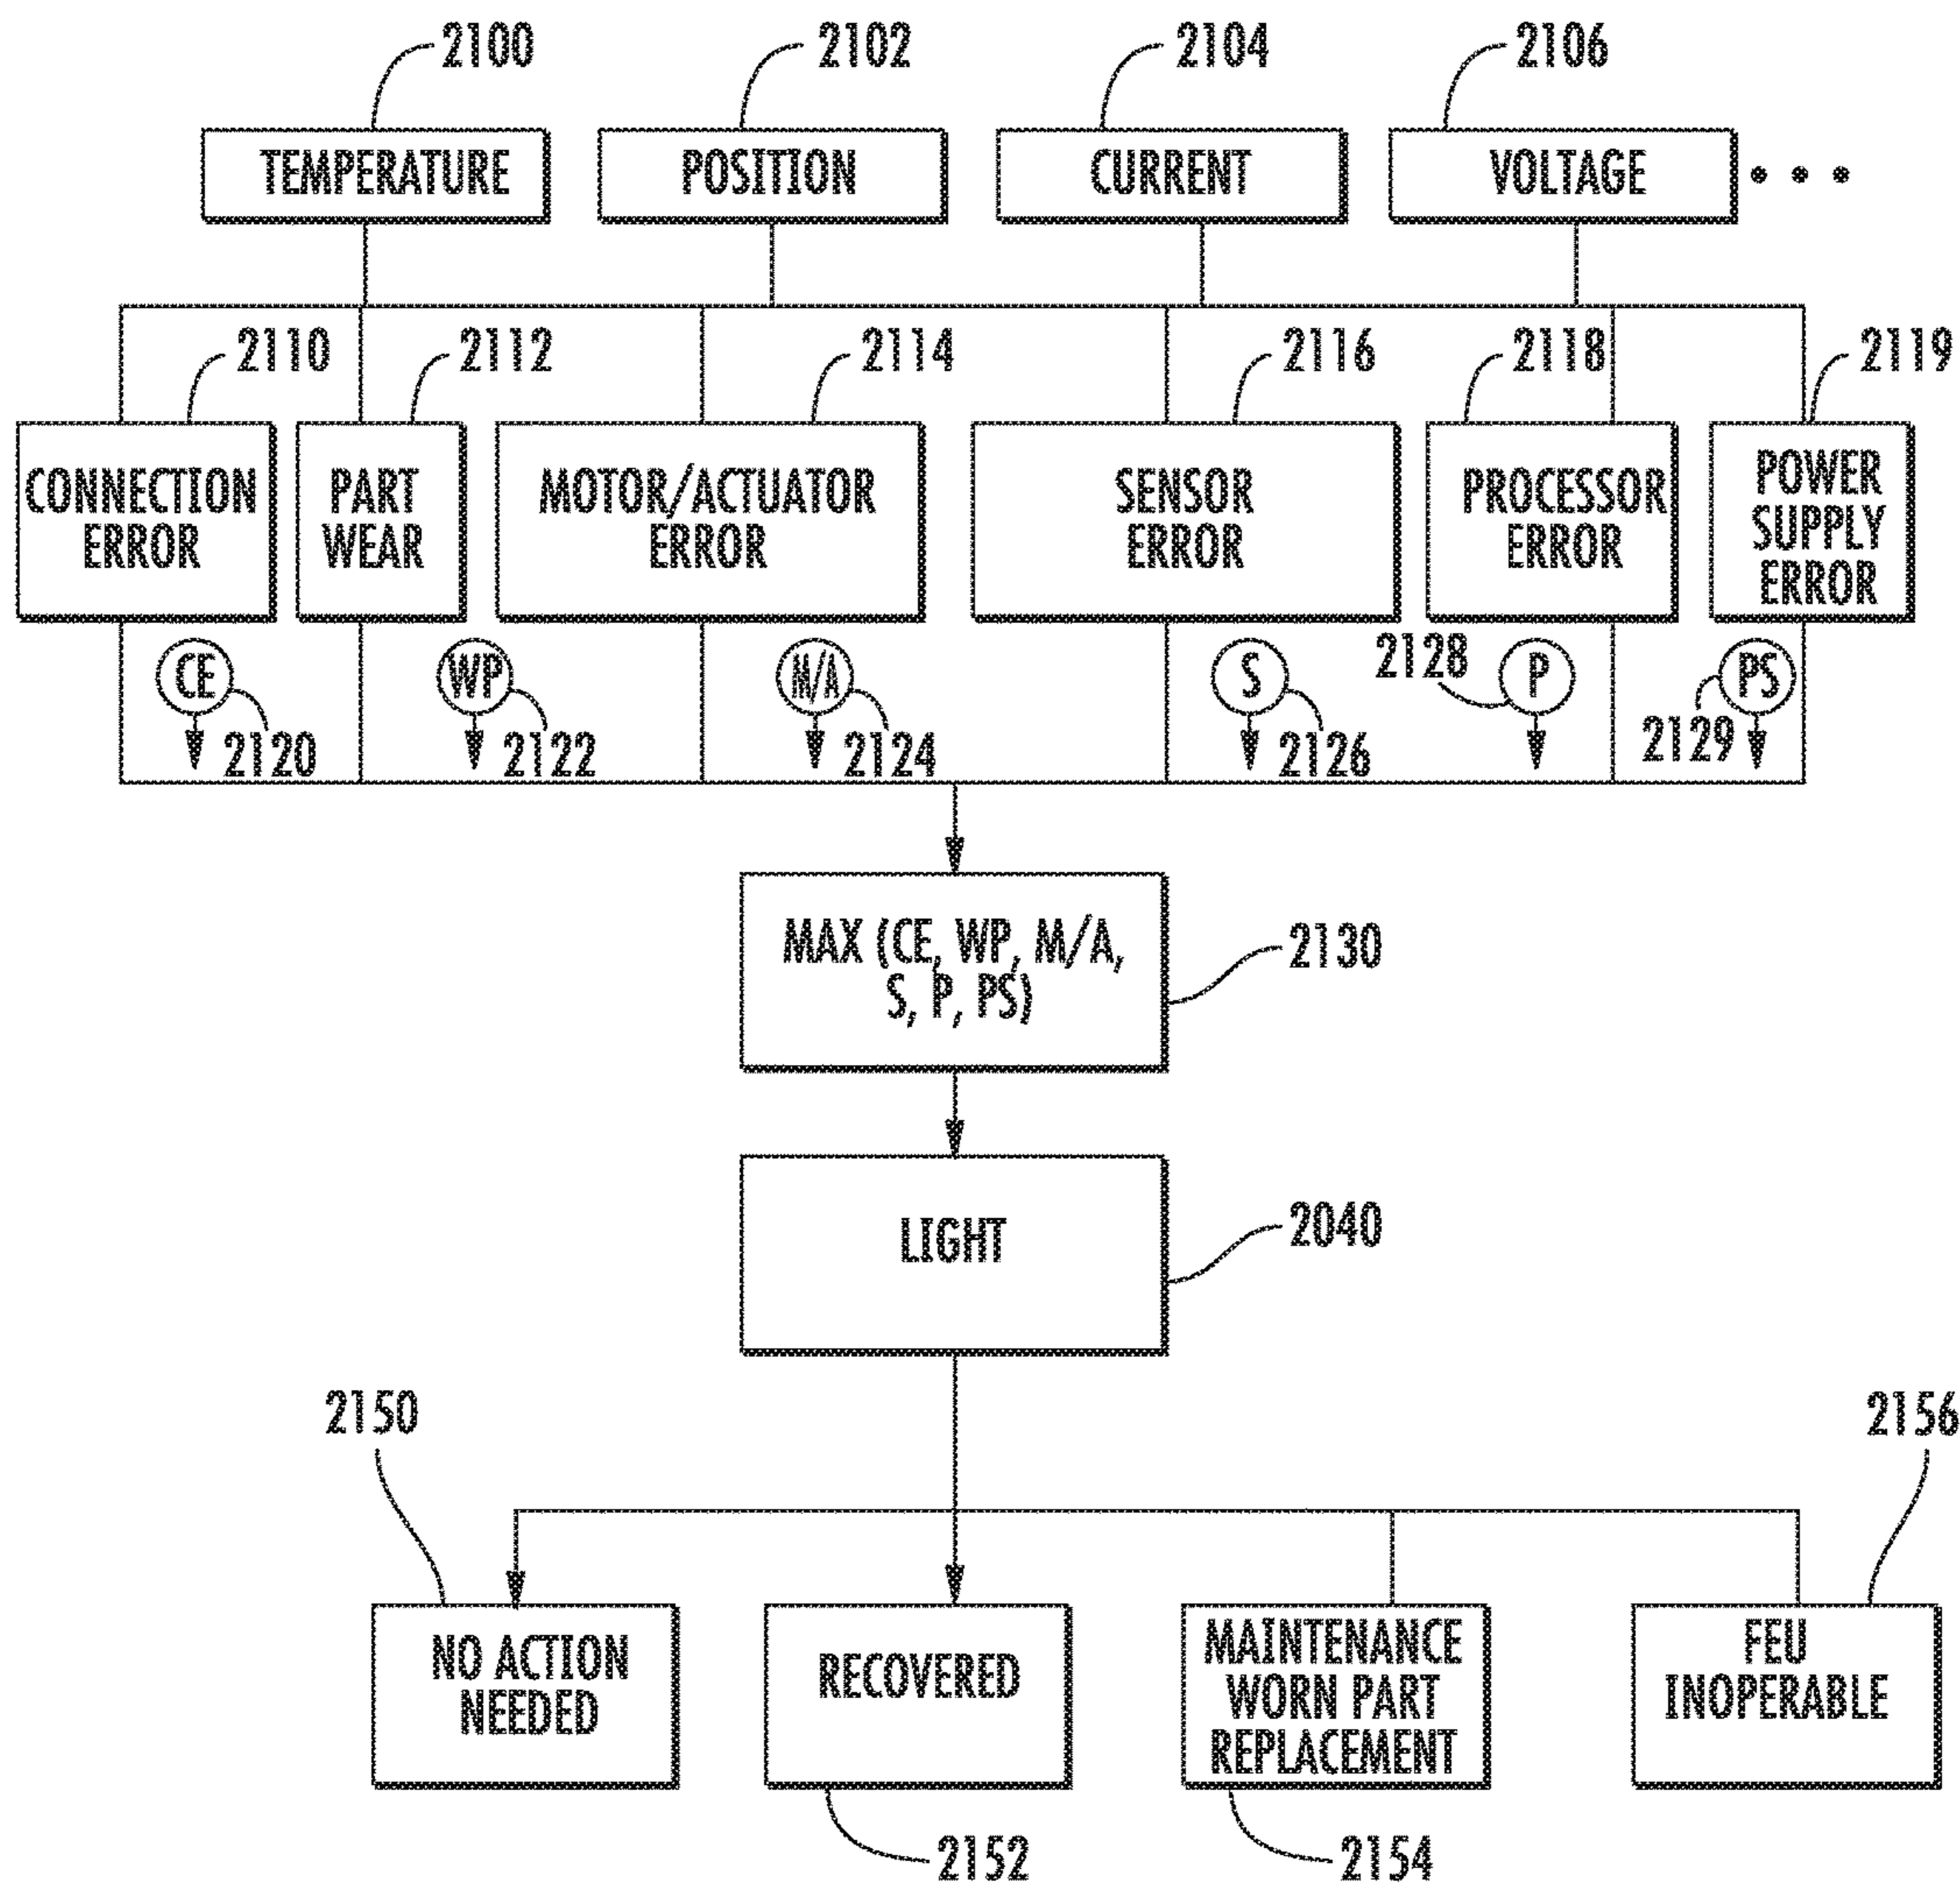 2100 2102 2104 2106
TEMPERATURE POSITION CURRENT VOLTAGE • • •
2110 2112 2114 2116 2118 2119
CONNECTION
ERROR
PART
WEAR
MOTOR/ACTUATOR
ERROR
SENSOR
ERROR
PROCESSOR
ERROR
POWER
SUPPLY
ERROR
CE WP M/A S 2128 P PS
2120 2122 2124 2126 2129
MAX (CE, WP, M/A,
S, P, PS)
2130
LIGHT
2040
2150 2156
NO ACTION
NEEDED
RECOVERED
MAINTENANCE
WORN PART
REPLACEMENT
FEU
INOPERABLE
2152 2154